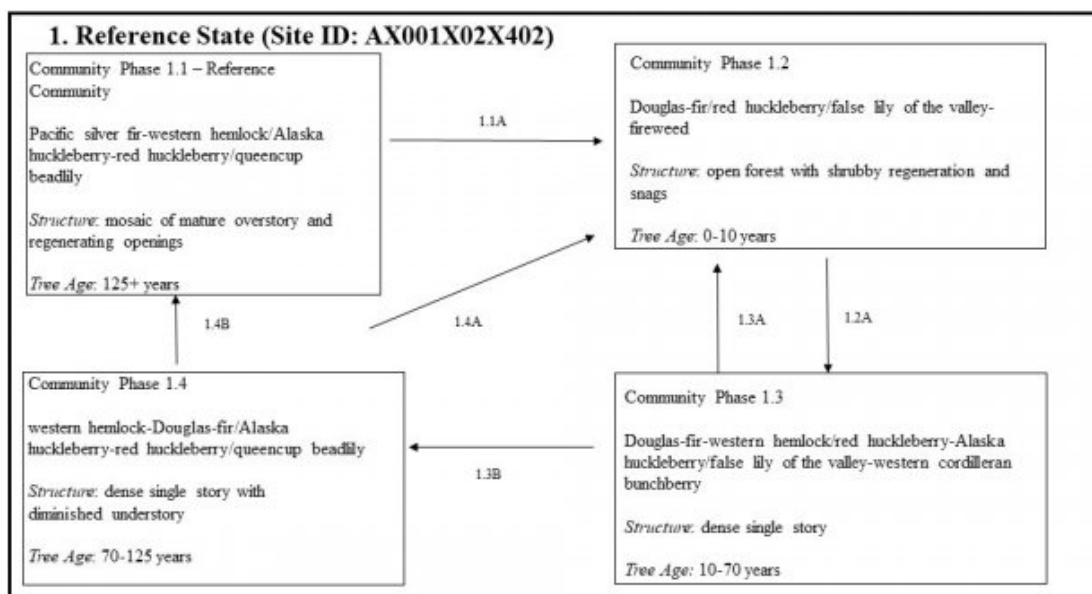 1. Reference State (Site ID: AX001X02X402)
Community Phase 1.1 – Reference
Community
Pacific silver fir-western hemlock/Alaska
huckleberry-red huckleberry/queencup
beadlily
Structure: mosaic of mature overstory and
regenerating openings
Tree Age: 125+ years
1.1A
Community Phase 1.2
Douglas-fir/red huckleberry/false lily of the valley-
fireweed
Structure: open forest with shrubby regeneration and
snags
Tree Age: 0-10 years
1.4B
1.4A
1.3A
1.2A
Community Phase 1.4
western hemlock-Douglas-fir/Alaska
huckleberry-red huckleberry/queencup beadlily
Structure: dense single story with
diminished understory
Tree Age: 70-125 years
1.3B
Community Phase 1.3
Douglas-fir-western hemlock/red huckleberry-Alaska
huckleberry/false lily of the valley-western cordilleran
bunchberry
Structure: dense single story
Tree Age: 10-70 years